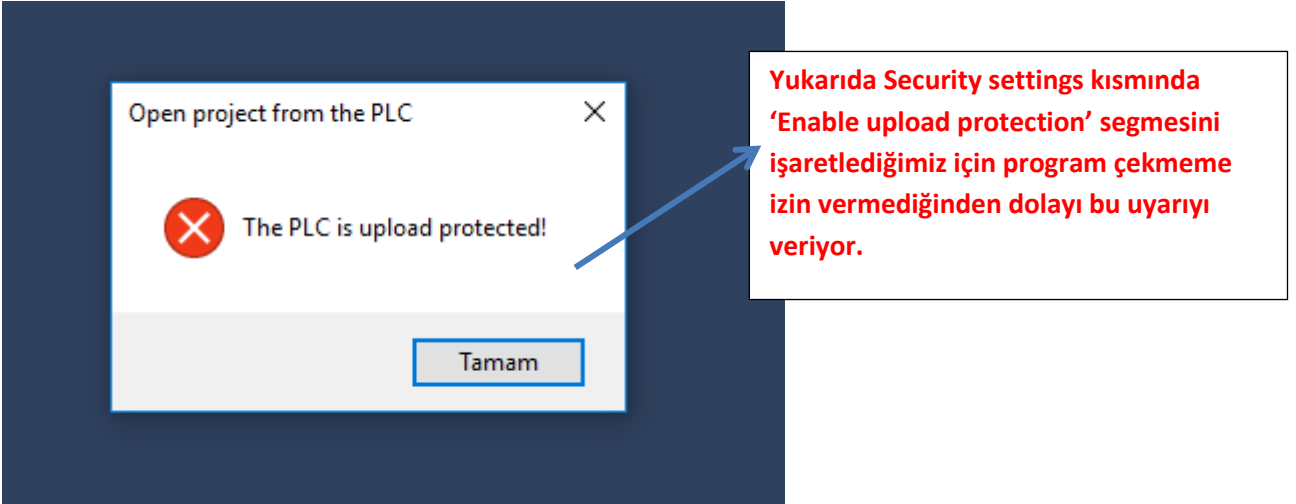 Open project from the PLC
The PLC is upload protected!
Tamam
Yukarıda Security settings kısmında
‘Enable upload protection’ segmesini
işaretlediğimiz için program çekmeme
izin vermediğinden dolayı bu uyarıyı
veriyor.